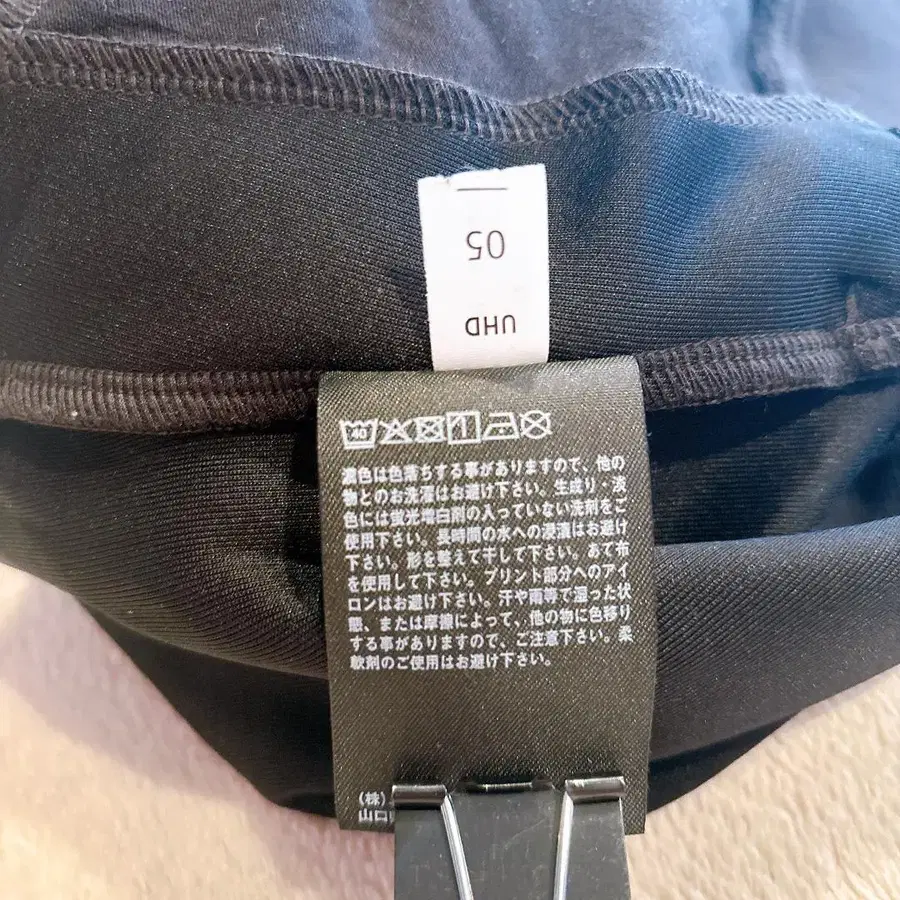 05
UHD
40
濃色は色落ちする事がありますので、他の
物とのお洗濯はお避け下さい。生成り・淡
色には蛍光増白剤の入っていない洗剤をご
使用下さい。長時間の水への浸漬はお避け
下さい。形を整えて干して下さい。あて布
を使用して下さい。プリント部分へのアイ
ロンはお避け下さい。汗や雨等で湿った状
態、または摩擦によって、他の物に色移り
する事がありますので、ご注意下さい。柔
軟剤のご使用はお避け下さい。
(株)
山口